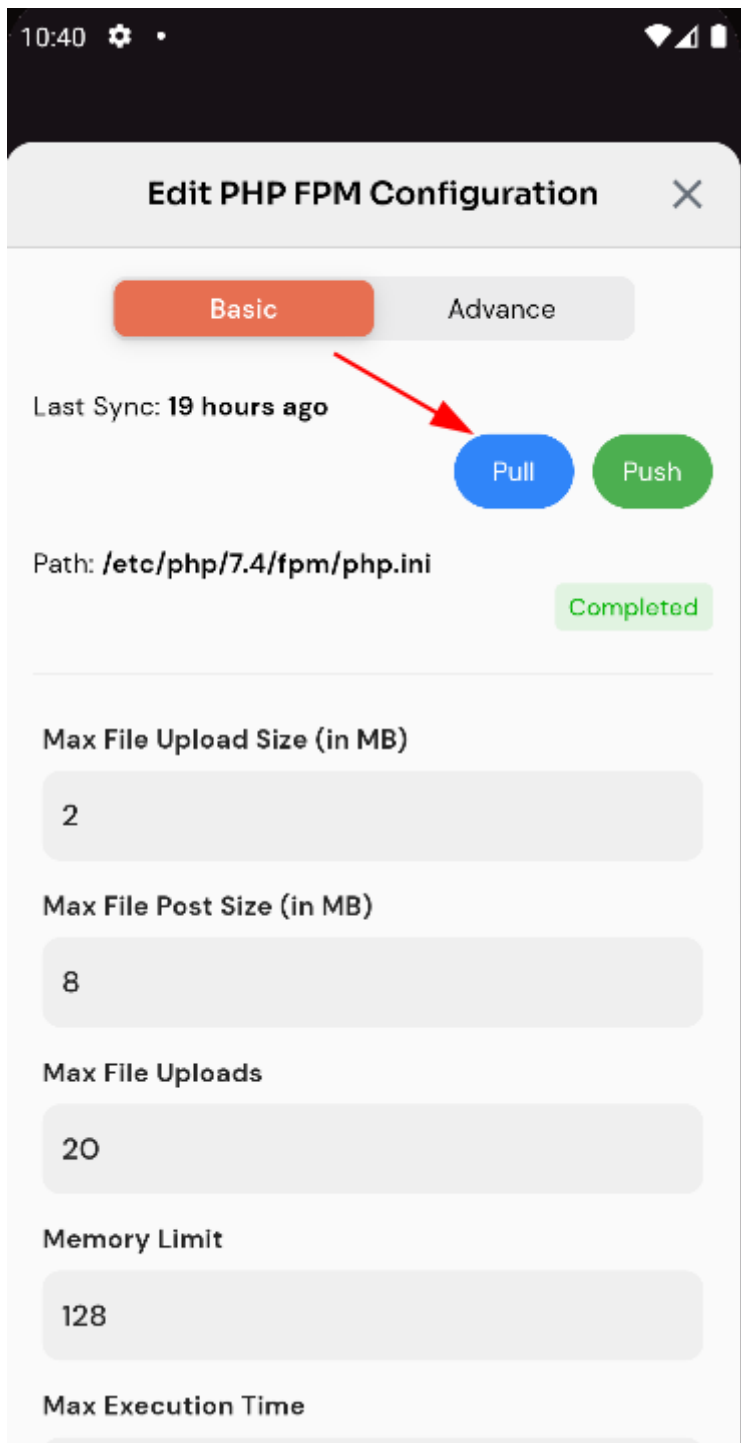 10:40
Edit PHP FPM Configuration
Basic Advance
Last Sync: 19 hours ago
Pull Push
Path: /etc/php/7.4/fpm/php.ini
Completed
Max File Upload Size (in MB)
2
Max File Post Size (in MB)
8
Max File Uploads
20
Memory Limit
128
Max Execution Time